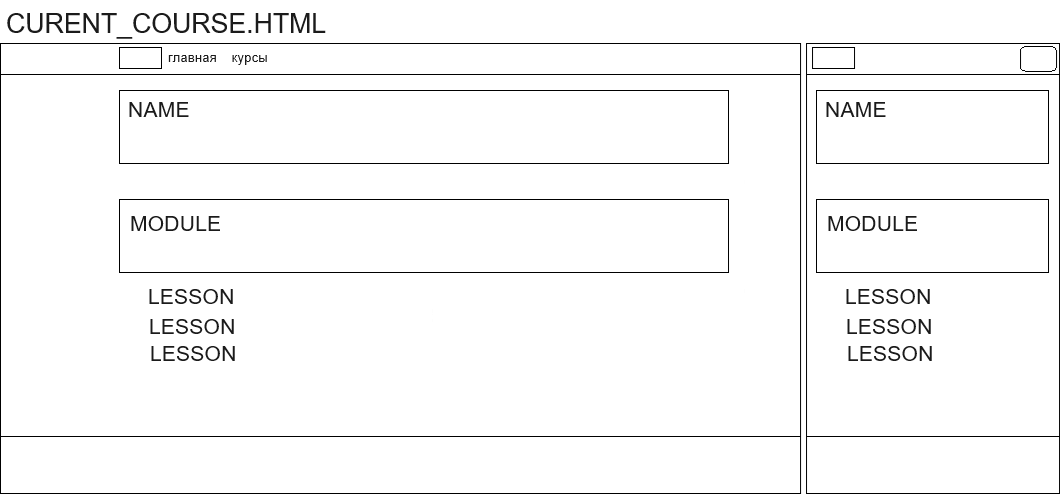 CURENT_COURSE.HTML
главная курсы
NAME
MODULE
LESSON
LESSON
LESSON
NAME
MODULE
LESSON
LESSON
LESSON